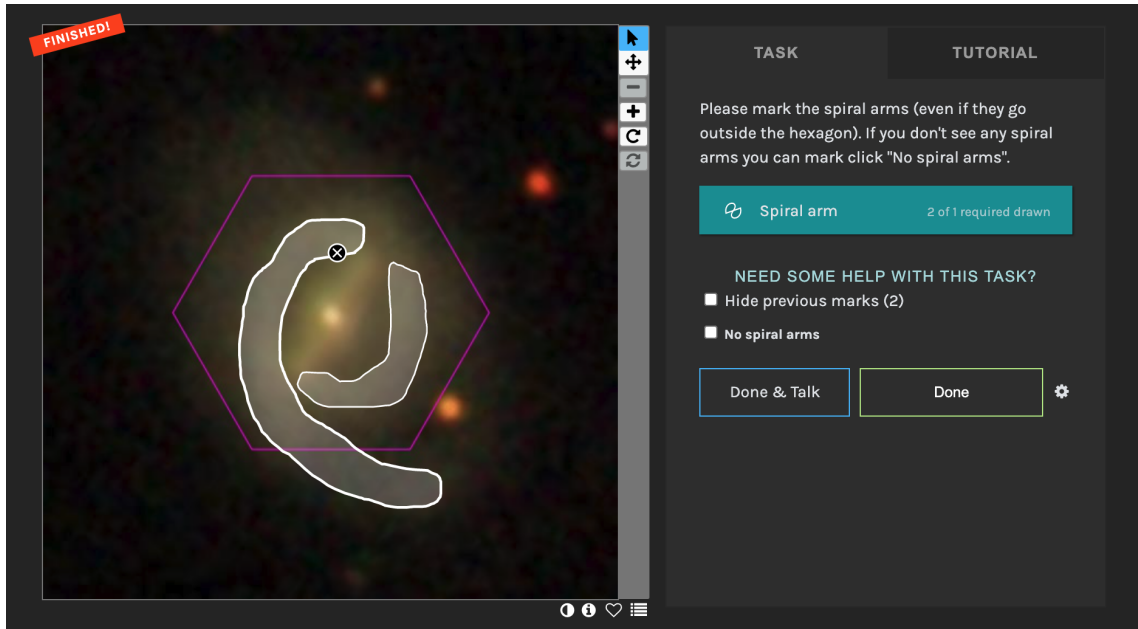 FINISHED!
TASK
TUTORIAL
Please mark the spiral arms (even if they go
outside the hexagon). If you don't see any spiral
arms you can mark click "No spiral arms".
Spiral arm
2 of 1 required drawn
NEED SOME HELP WITH THIS TASK?
Hide previous marks (2)
No spiral arms
Done & Talk
Done